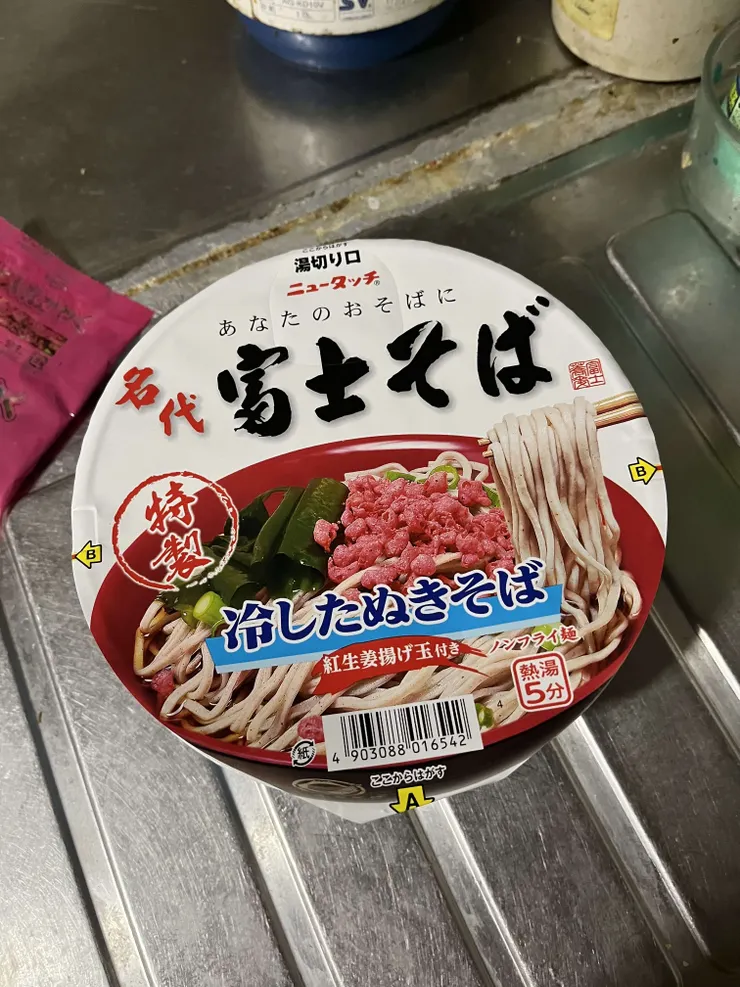 ここからはがす
湯切り口
ニュータッチ®
あなたのおそばに
名代
富士そば
特製
B
B
冷したぬきそば
紅生姜揚げ玉付き
ノンフライ麺
熱湯
5分
紙
4 903088 016542
ここからはがす
A